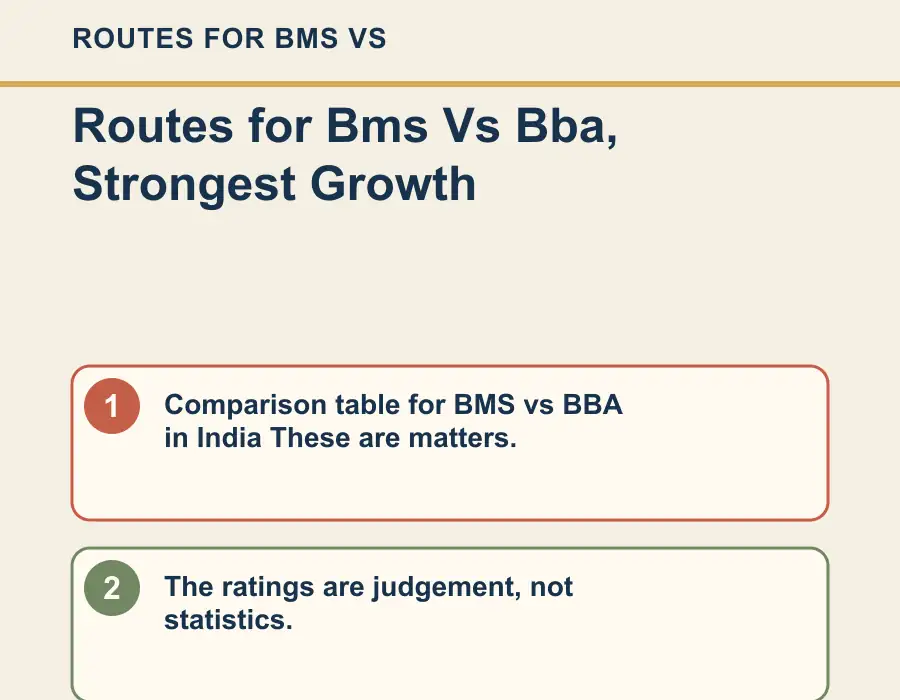 ROUTES FOR BMS VS
Routes for Bms Vs Bba,
Strongest Growth
1
Comparison table for BMS vs BBA
in India These are matters.
2
The ratings are judgement, not
statistics.